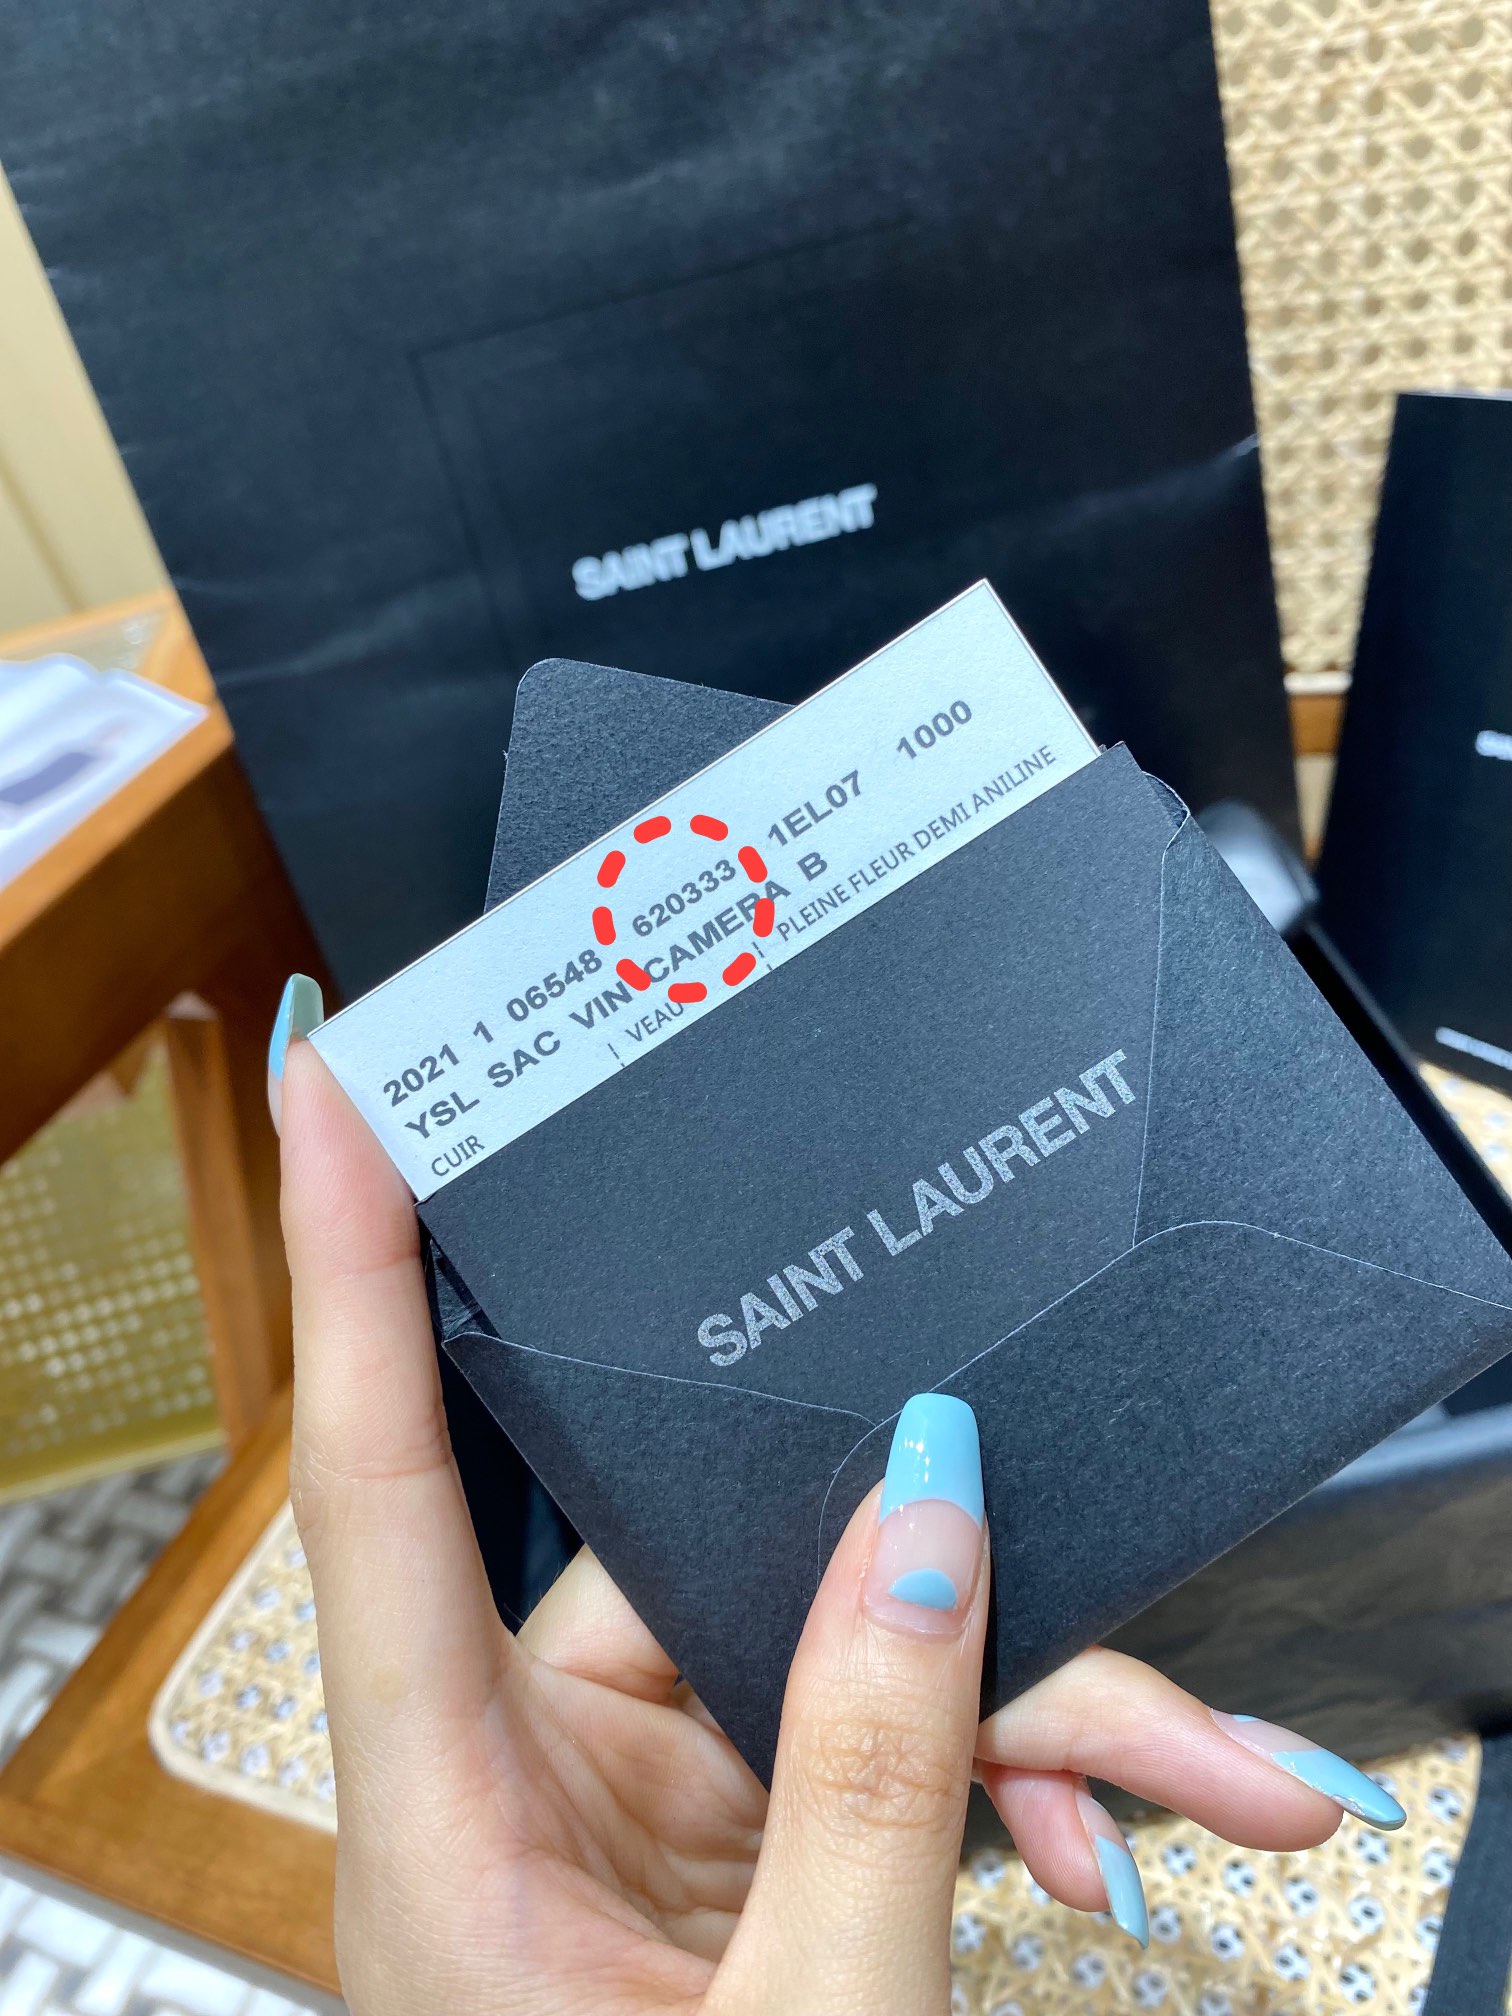 SAINT LAURENT
2021 1 06548 620333 1EL07 1000
YSL SAC VIN CAMERA B
CUIR | VEAU | PLEINE FLEUR DEMI ANILINE
SAINT LAURENT